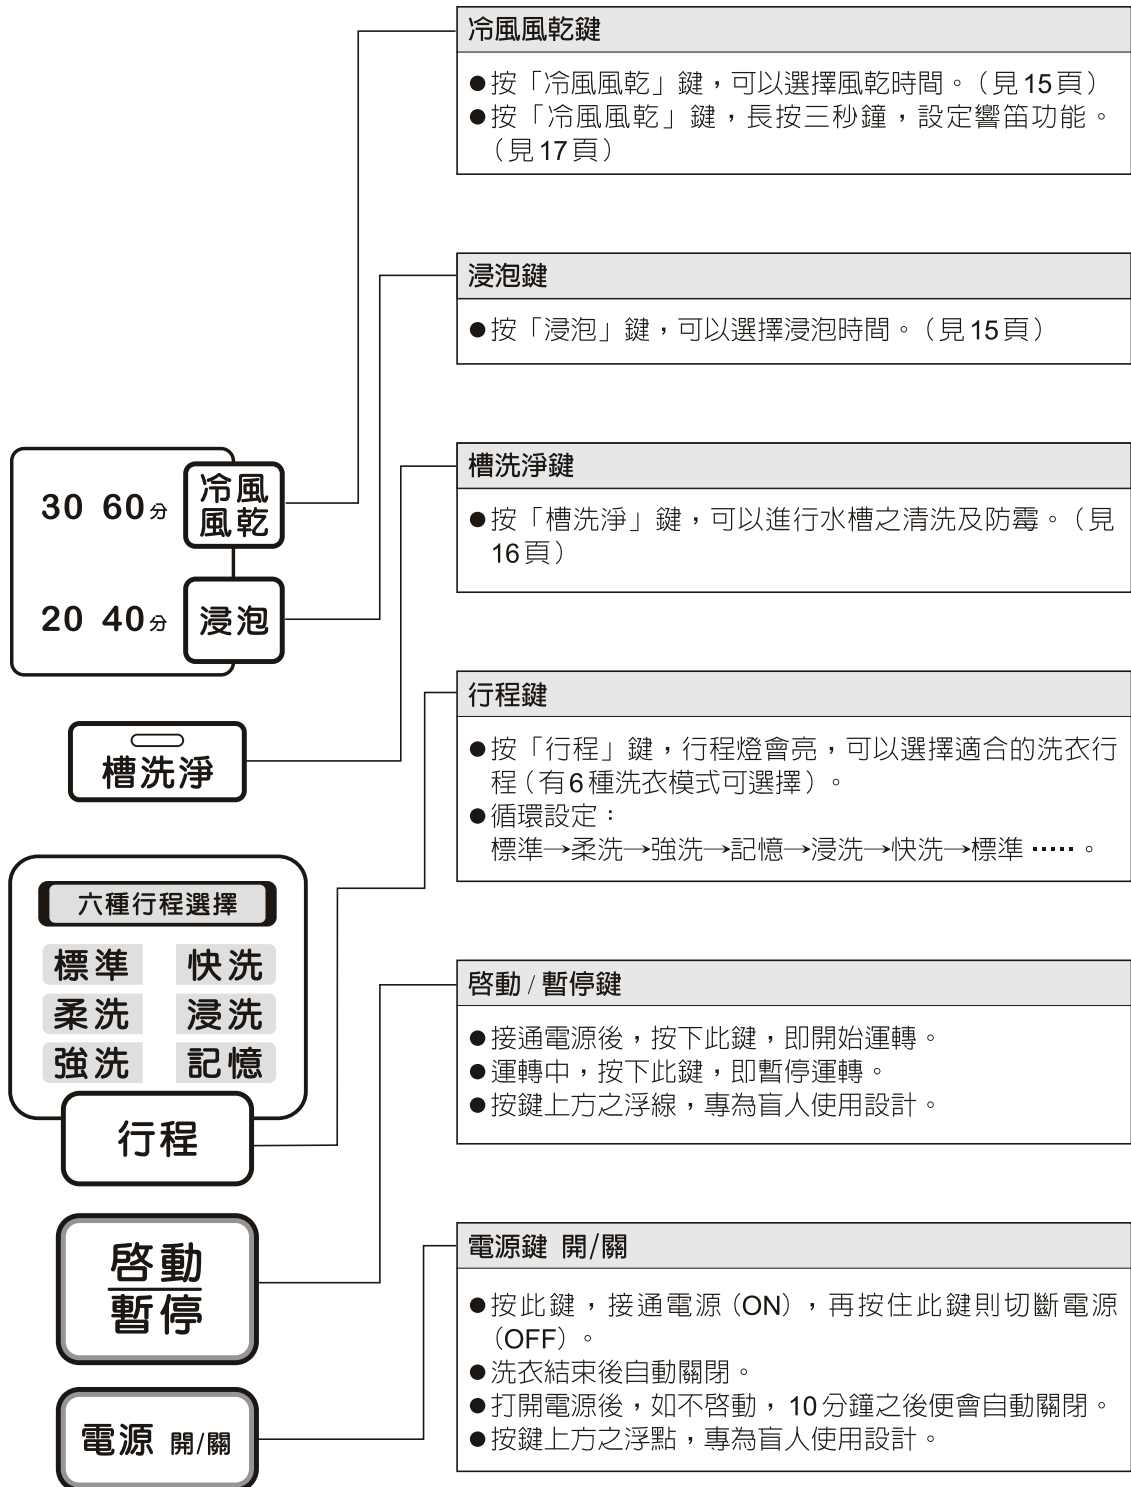 冷風風乾鍵
●按「冷風風乾」鍵，可以選擇風乾時間。（見15頁）
●按「冷風風乾」鍵，長按三秒鐘，設定響笛功能。
（見17頁）
浸泡鍵
●按「浸泡」鍵，可以選擇浸泡時間。（見15頁）
槽洗淨鍵
●按「槽洗淨」鍵，可以進行水槽之清洗及防霉。（見
16頁）
30 60分
冷風
風乾
20 40分
浸泡
槽洗淨
行程鍵
●按「行程」鍵，行程燈會亮，可以選擇適合的洗衣行
程（有6種洗衣模式可選擇）。
●循環設定：
標準→柔洗→強洗→記憶→浸洗→快洗→標準 ‧‧‧‧‧。
六種行程選擇
標準 快洗
柔洗 浸洗
強洗 記憶
行程
啓動 / 暫停鍵
●接通電源後，按下此鍵，即開始運轉。
●運轉中，按下此鍵，即暫停運轉。
●按鍵上方之浮線，專為盲人使用設計。
啓動
暫停
電源鍵 開/關
●按此鍵，接通電源（ON），再按住此鍵則切斷電源
（OFF）。
●洗衣結束後自動關閉。
●打開電源後，如不啓動，10分鐘之後便會自動關閉。
●按鍵上方之浮點，專為盲人使用設計。
電源 開/關